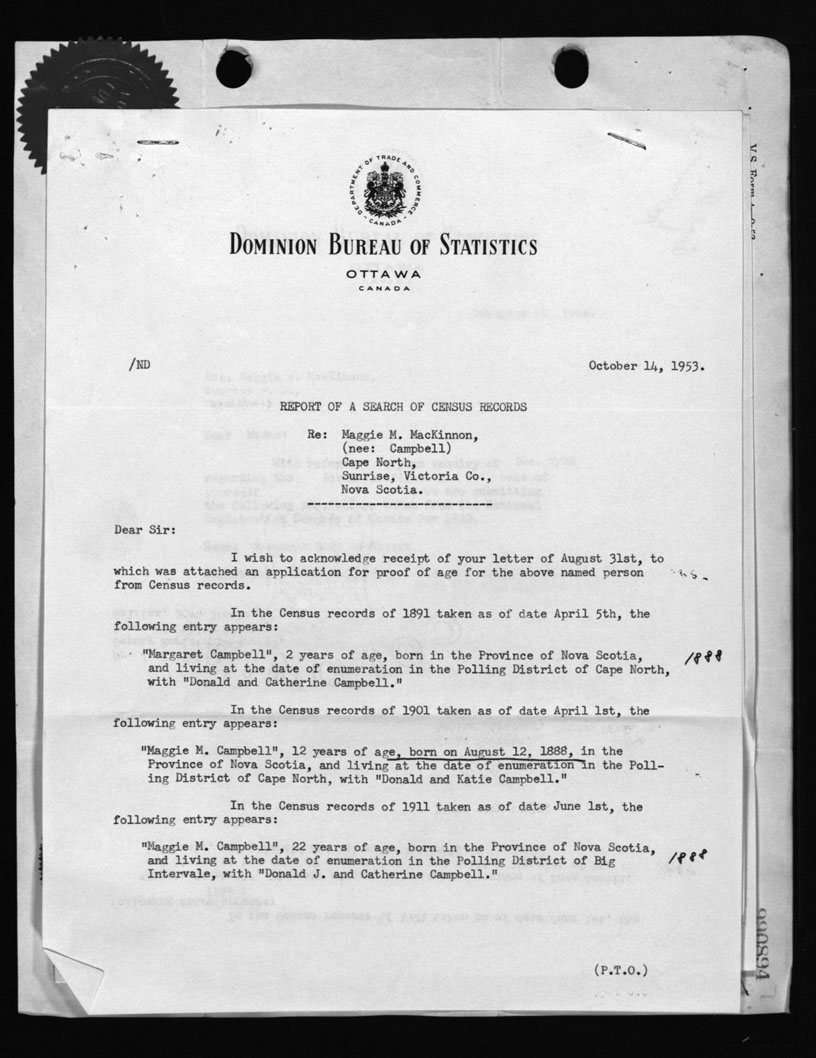 DEPARTMENT OF TRADE AND COMMERCE
CANADA
DOMINION BUREAU OF STATISTICS
OTTAWA
CANADA
/ND
October 14, 1953.
REPORT OF A SEARCH OF CENSUS RECORDS
Re: Maggie M. MacKinnon,
(nee: Campbell)
Cape North,
Sunrise, Victoria Co.,
Nova Scotia.
Dear Sir:
I wish to acknowledge receipt of your letter of August 31st, to
which was attached an application for proof of age for the above named person
from Census records.
In the Census records of 1891 taken as of date April 5th, the
following entry appears:
"Margaret Campbell", 2 years of age, born in the Province of Nova Scotia, 1888
and living at the date of enumeration in the Polling District of Cape North,
with "Donald and Catherine Campbell."
In the Census records of 1901 taken as of date April 1st, the
following entry appears:
"Maggie M. Campbell", 12 years of age, born on August 12, 1888, in the
Province of Nova Scotia, and living at the date of enumeration in the Poll-
ing District of Cape North, with "Donald and Katie Campbell."
In the Census records of 1911 taken as of date June 1st, the
following entry appears:
"Maggie M. Campbell", 22 years of age, born in the Province of Nova Scotia,
and living at the date of enumeration in the Polling District of Big 1888
Intervale, with "Donald J. and Catherine Campbell."
(P.T.O.)
V.S. Form
990894